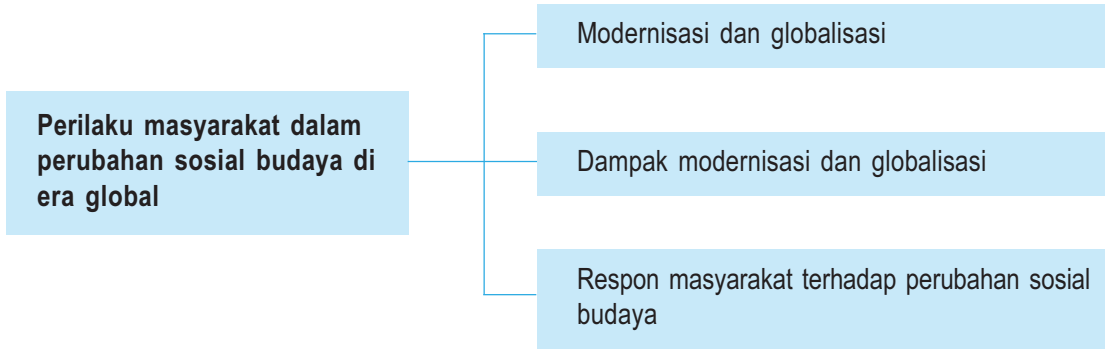 Modernisasi dan globalisasi
Perilaku masyarakat dalam
perubahan sosial budaya di
era global
Dampak modernisasi dan globalisasi
Respon masyarakat terhadap perubahan sosial
budaya